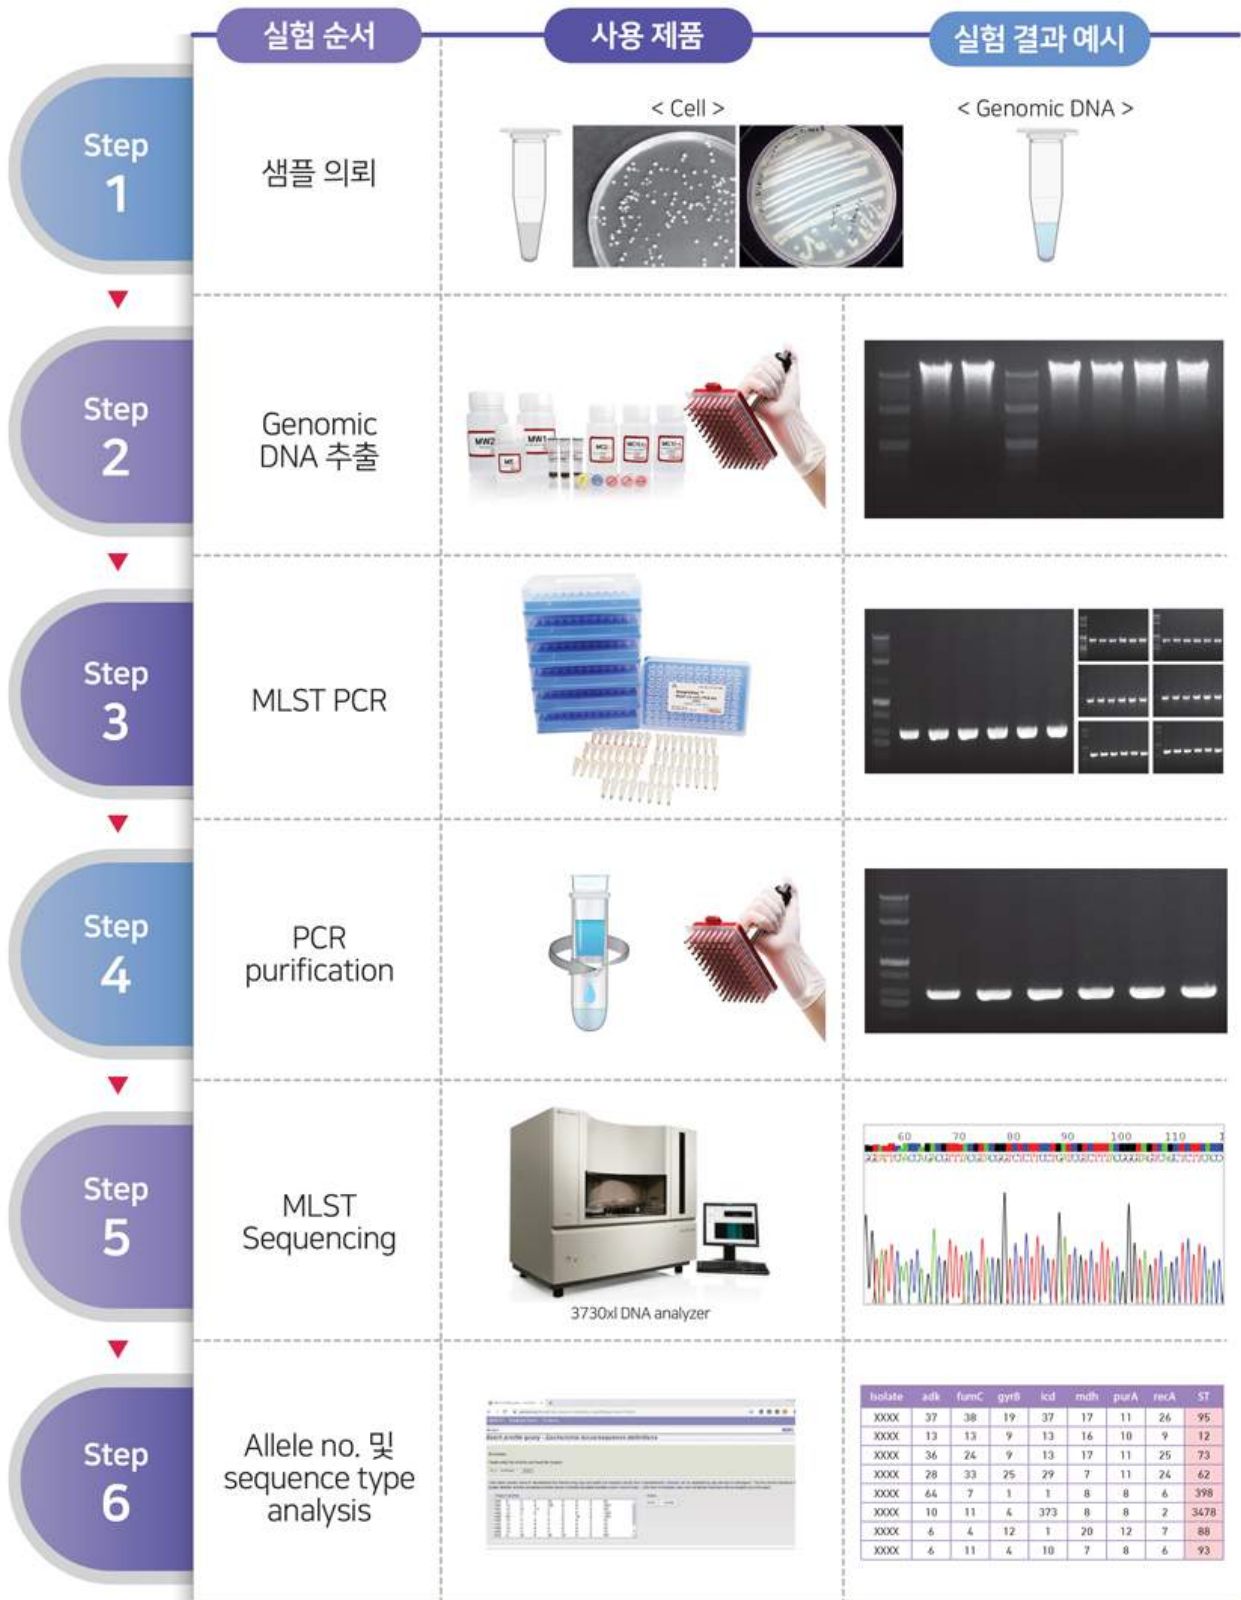 실험 순서
사용 제품
실험 결과 예시
Step
1
샘플 의뢰
< Cell >
< Genomic DNA >
Step
2
Genomic
DNA 추출
MW2
MW1
Step
3
MLST PCR
Step
4
PCR
purification
Step
5
MLST
Sequencing
3730xl DNA analyzer
60 70 80 90 100 110
Step
6
Allele no. 및
sequence type
analysis
Isolate adk fumC gyrB icd mdh purA recA ST
XXXX 37 38 19 37 17 11 26 95
XXXX 13 13 9 13 16 10 9 12
XXXX 36 24 9 13 17 11 25 73
XXXX 28 33 25 29 7 11 24 62
XXXX 64 7 1 1 8 8 6 398
XXXX 10 11 4 373 8 8 2 3478
XXXX 6 4 12 1 20 12 7 88
XXXX 6 11 4 10 7 8 6 93